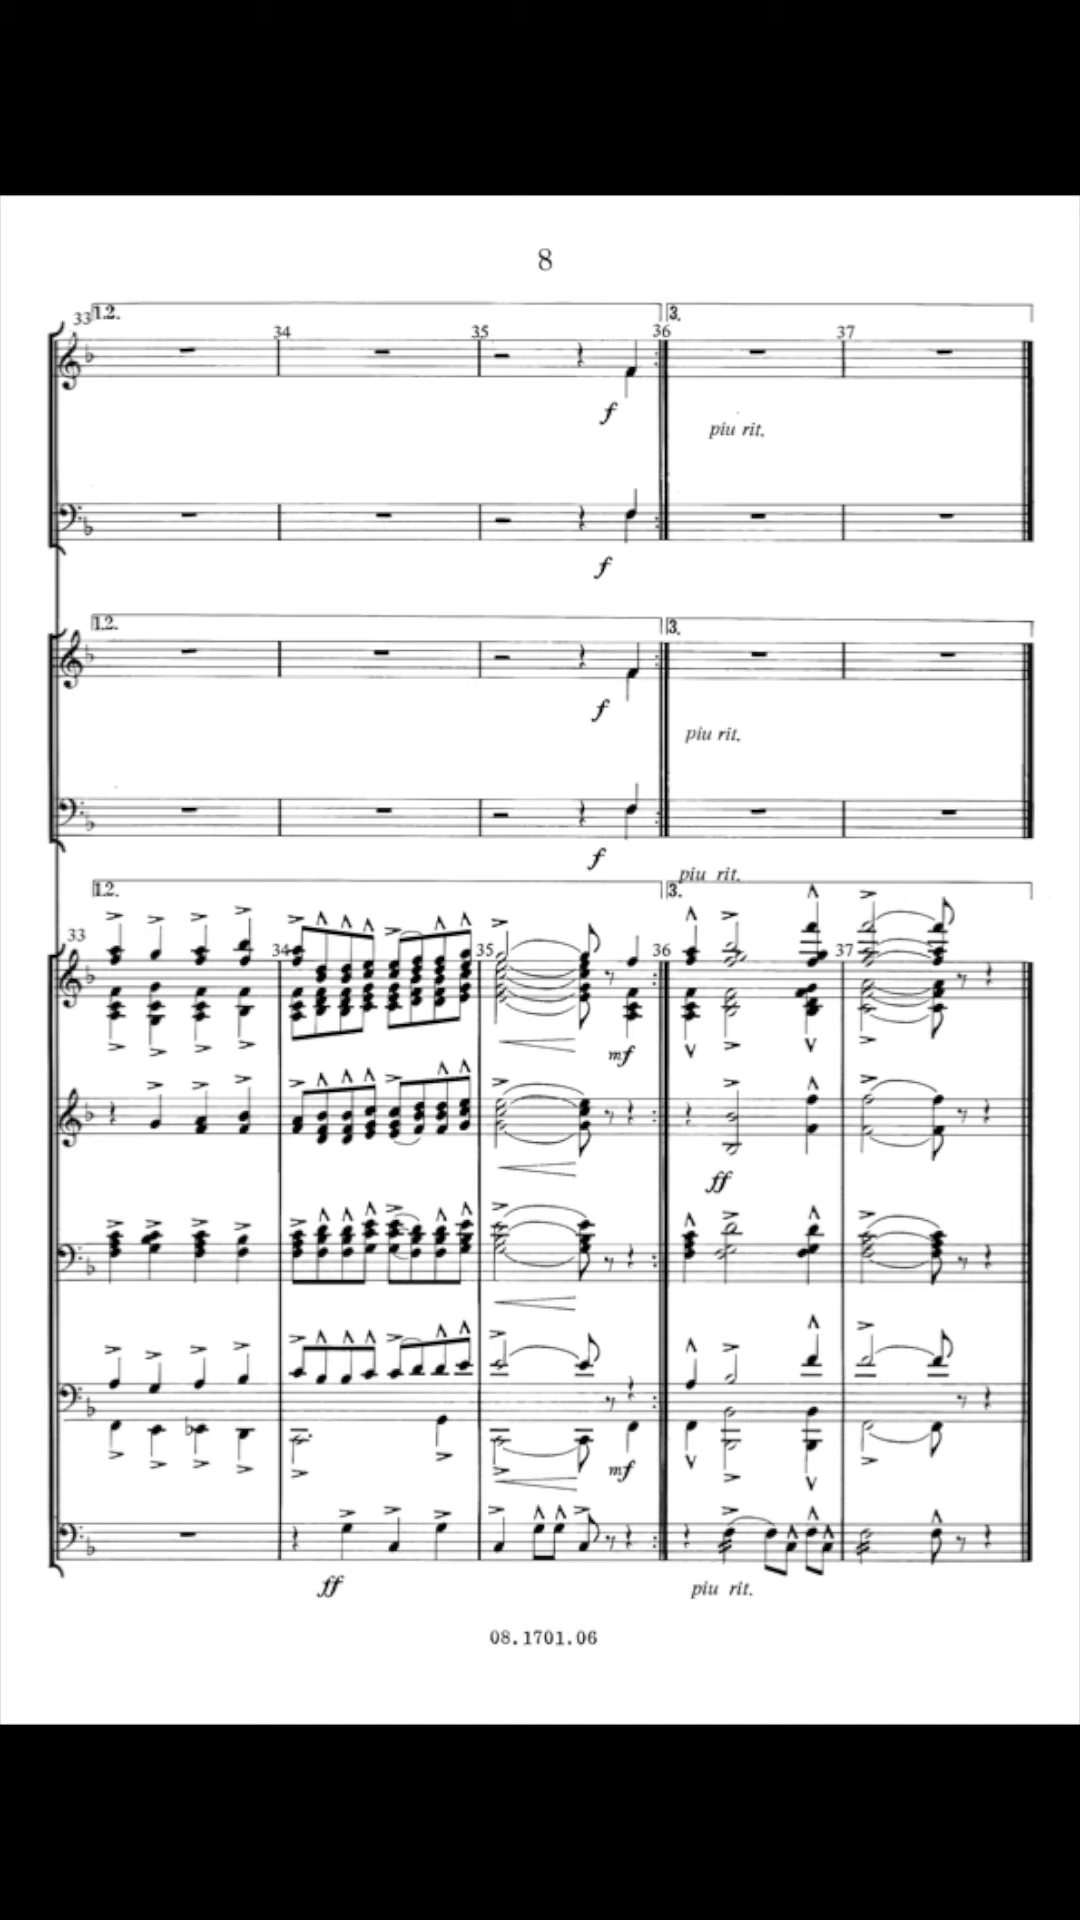 8
33 1.2. 34 35 36 3. 37
f piu rit.
f
1.2. 3.
f piu rit.
f
piu rit.
1.2. 3.
33 34 35 36 37
mf
ff
mf
ff piu rit.
08.1701.06